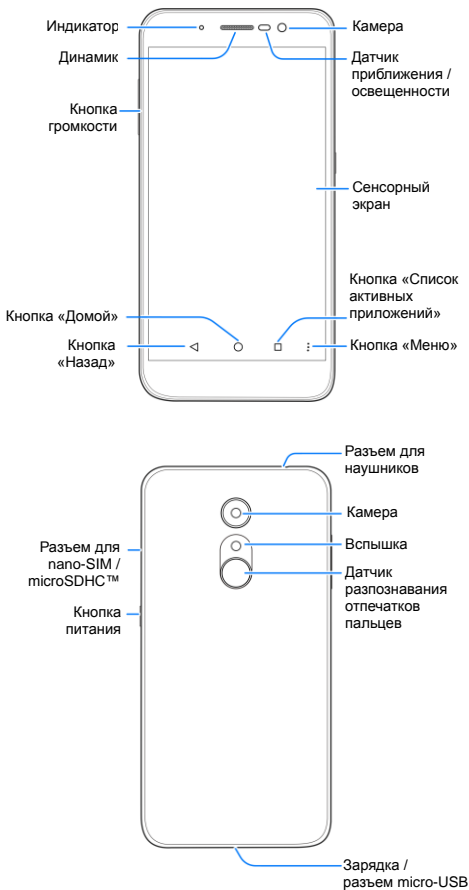 Индикатор
Камера
Динамик
Датчик
приближения /
освещенности
Кнопка
громкости
Сенсорный
экран
Кнопка «Список
активных
приложений»
Кнопка «Домой»
Кнопка
«Назад»
Кнопка «Меню»
Разъем для
наушников
Камера
Вспышка
Разъем для
nano-SIM /
microSDHC™
Датчик
распознавания
отпечатков
пальцев
Кнопка
питания
Зарядка /
разъем micro-USB